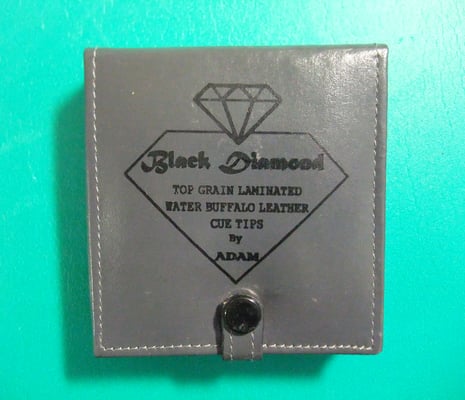 Black Diamond
TOP GRAIN LAMINATED
WATER BUFFALO LEATHER
CUE TIPS
By
ADAM